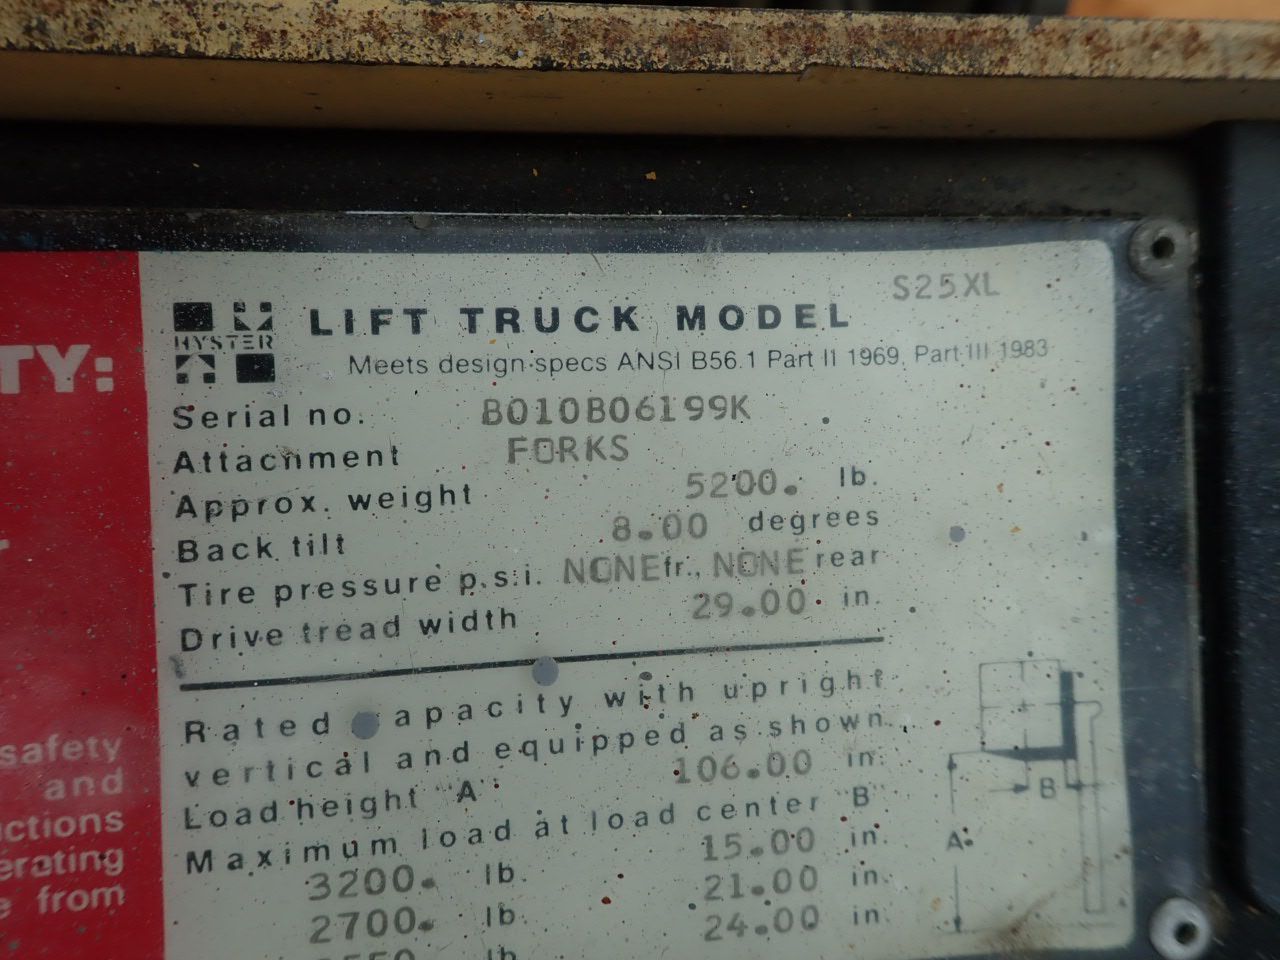 TY:
safety
and
uctions
erating
e from
S25XL
HYSTER
LIFT TRUCK MODEL
Meets design specs ANSI B56.1 Part II 1969, Part III 1983
Serial no. B010B06199K
Attachment FORKS
Approx. weight 5200. lb.
Back tilt 8.00 degrees
Tire pressure p.s.i. NONE fr., NONE rear
Drive tread width 29.00 in.
Rated capacity with upright
vertical and equipped as shown
Load height "A" 106.00 in.
Maximum load at load center "B"
3200. lb. 15.00 in.
2700. lb. 21.00 in.
lb. 24.00 in.
B
A